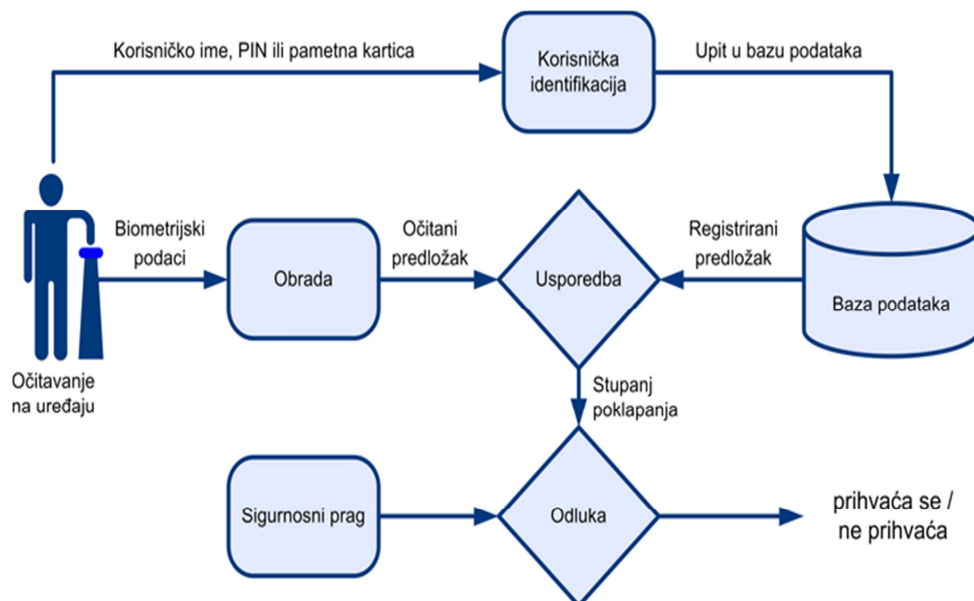 Korisničko ime, PIN ili pametna kartica
Korisnička
identifikacija
Upit u bazu podataka
Biometrijski
podaci
Obrada
Očitani
predložak
Usporedba
Registrirani
predložak
Baza podataka
Očitavanje
na uređaju
Stupanj
poklapanja
Sigurnosni prag
Odluka
prihvaća se /
ne prihvaća